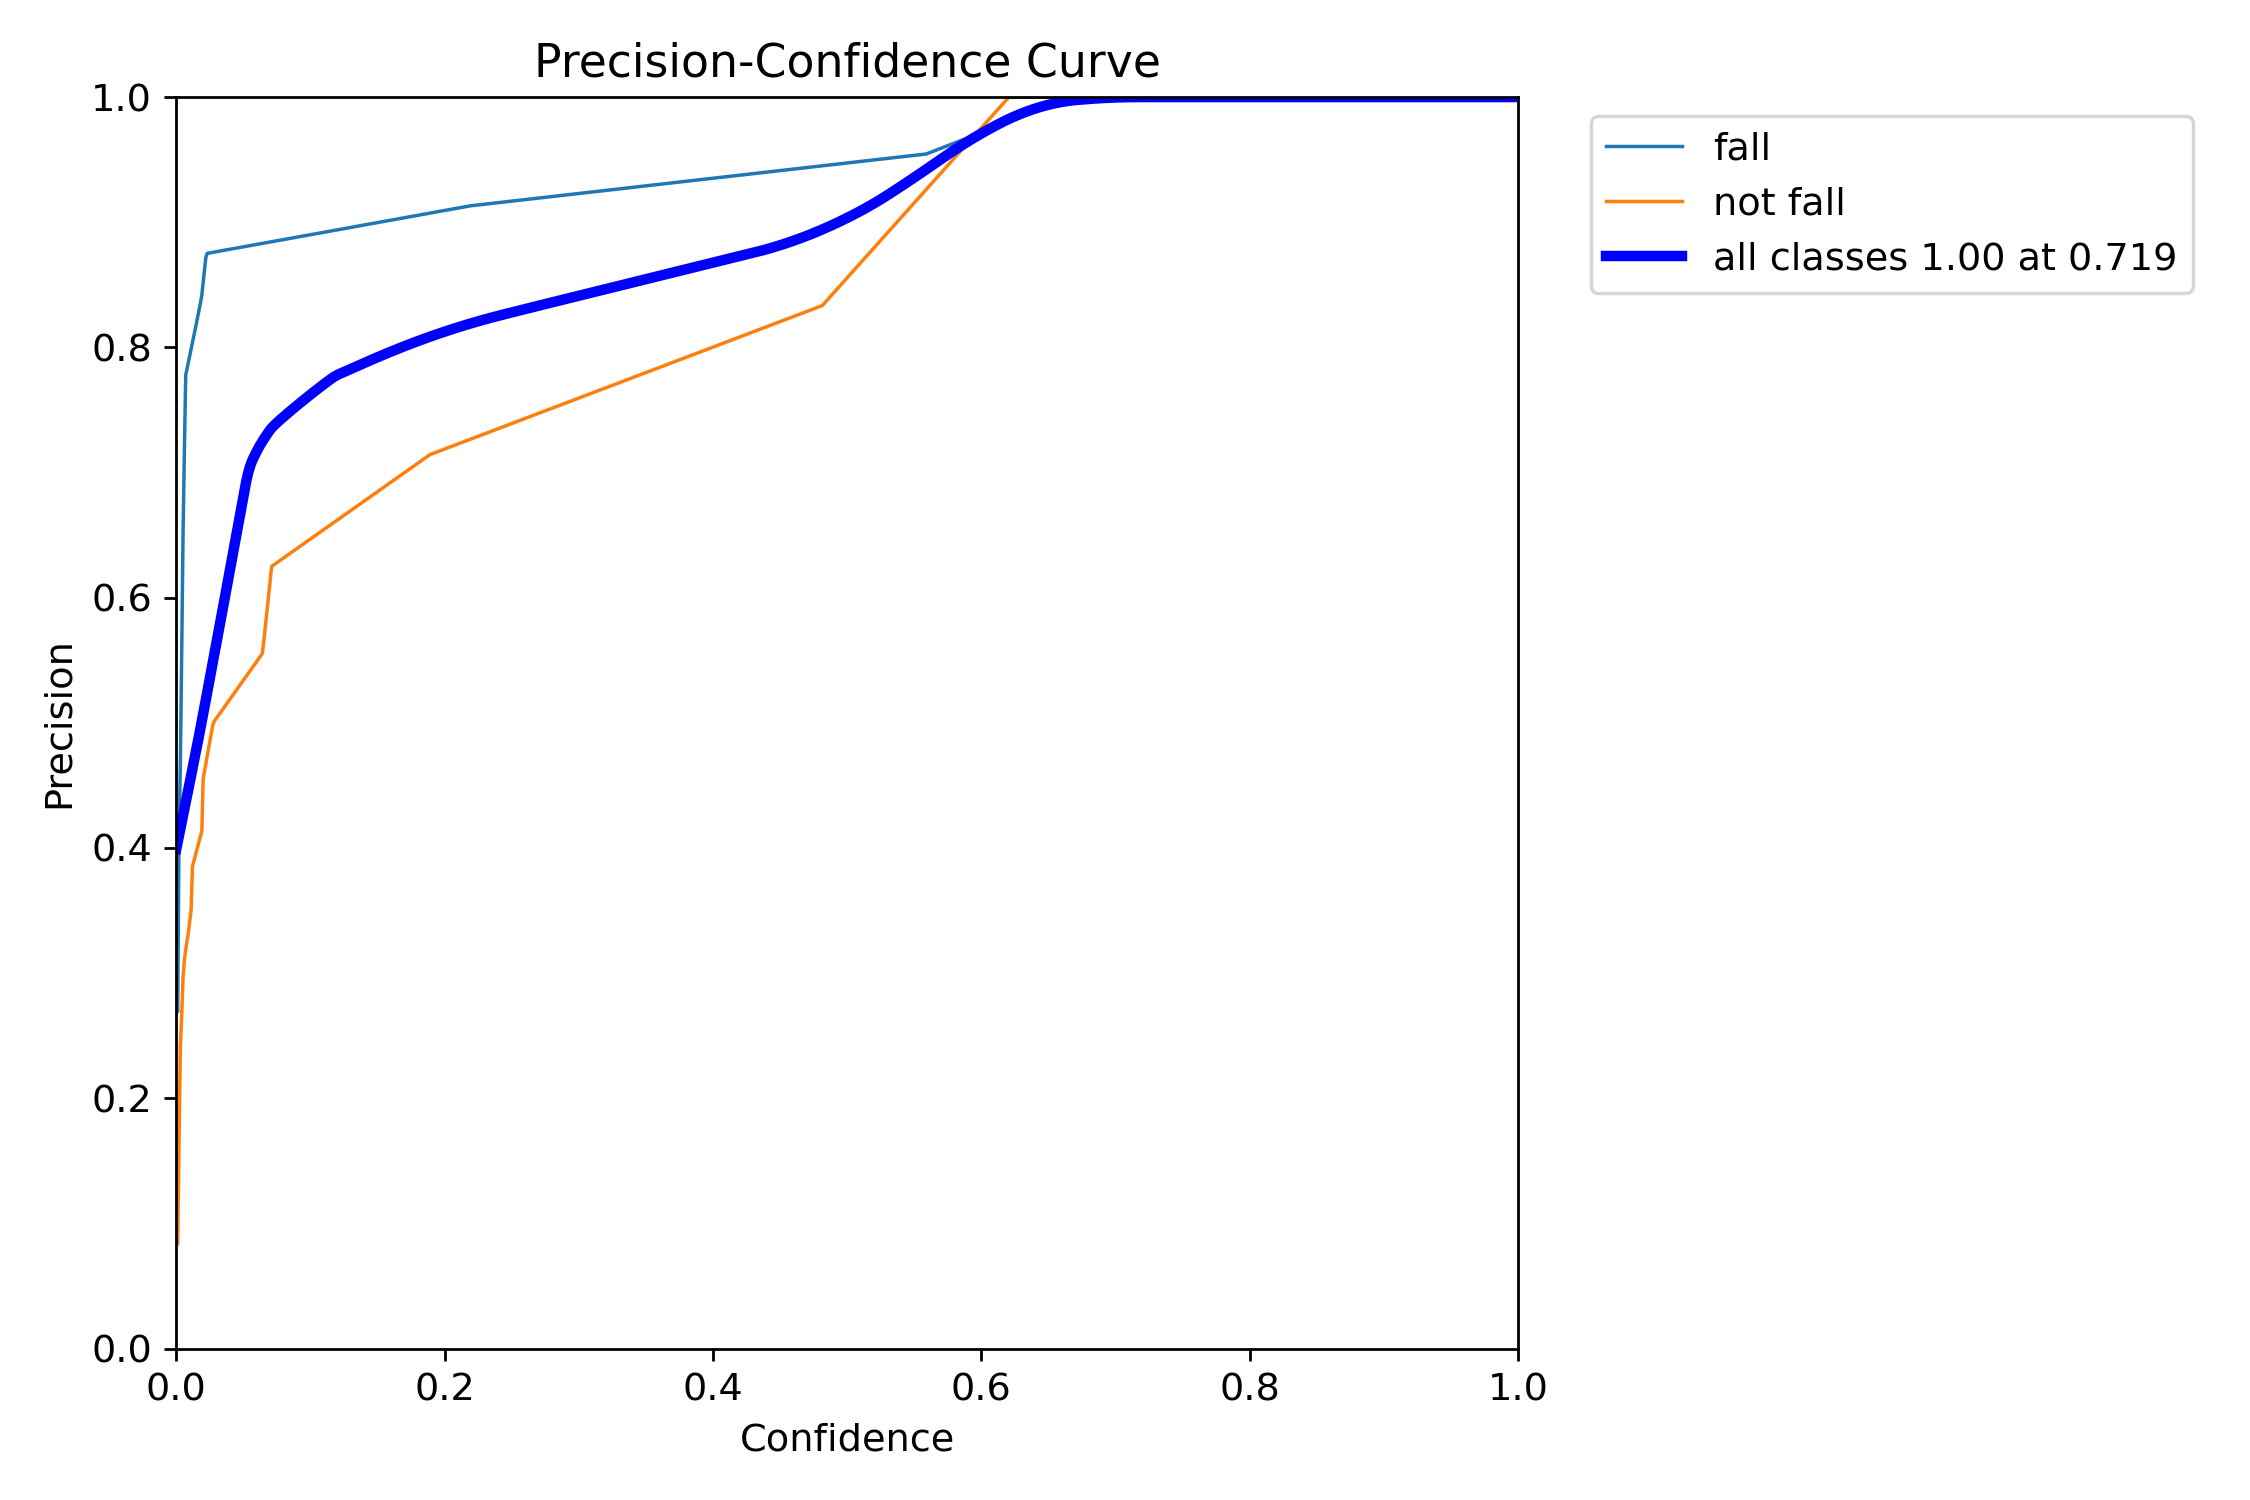 Precision-Confidence Curve
1.0
0.8
0.6
0.4
0.2
0.0
Precision
0.0 0.2 0.4 0.6 0.8 1.0
Confidence
fall
not fall
all classes 1.00 at 0.719